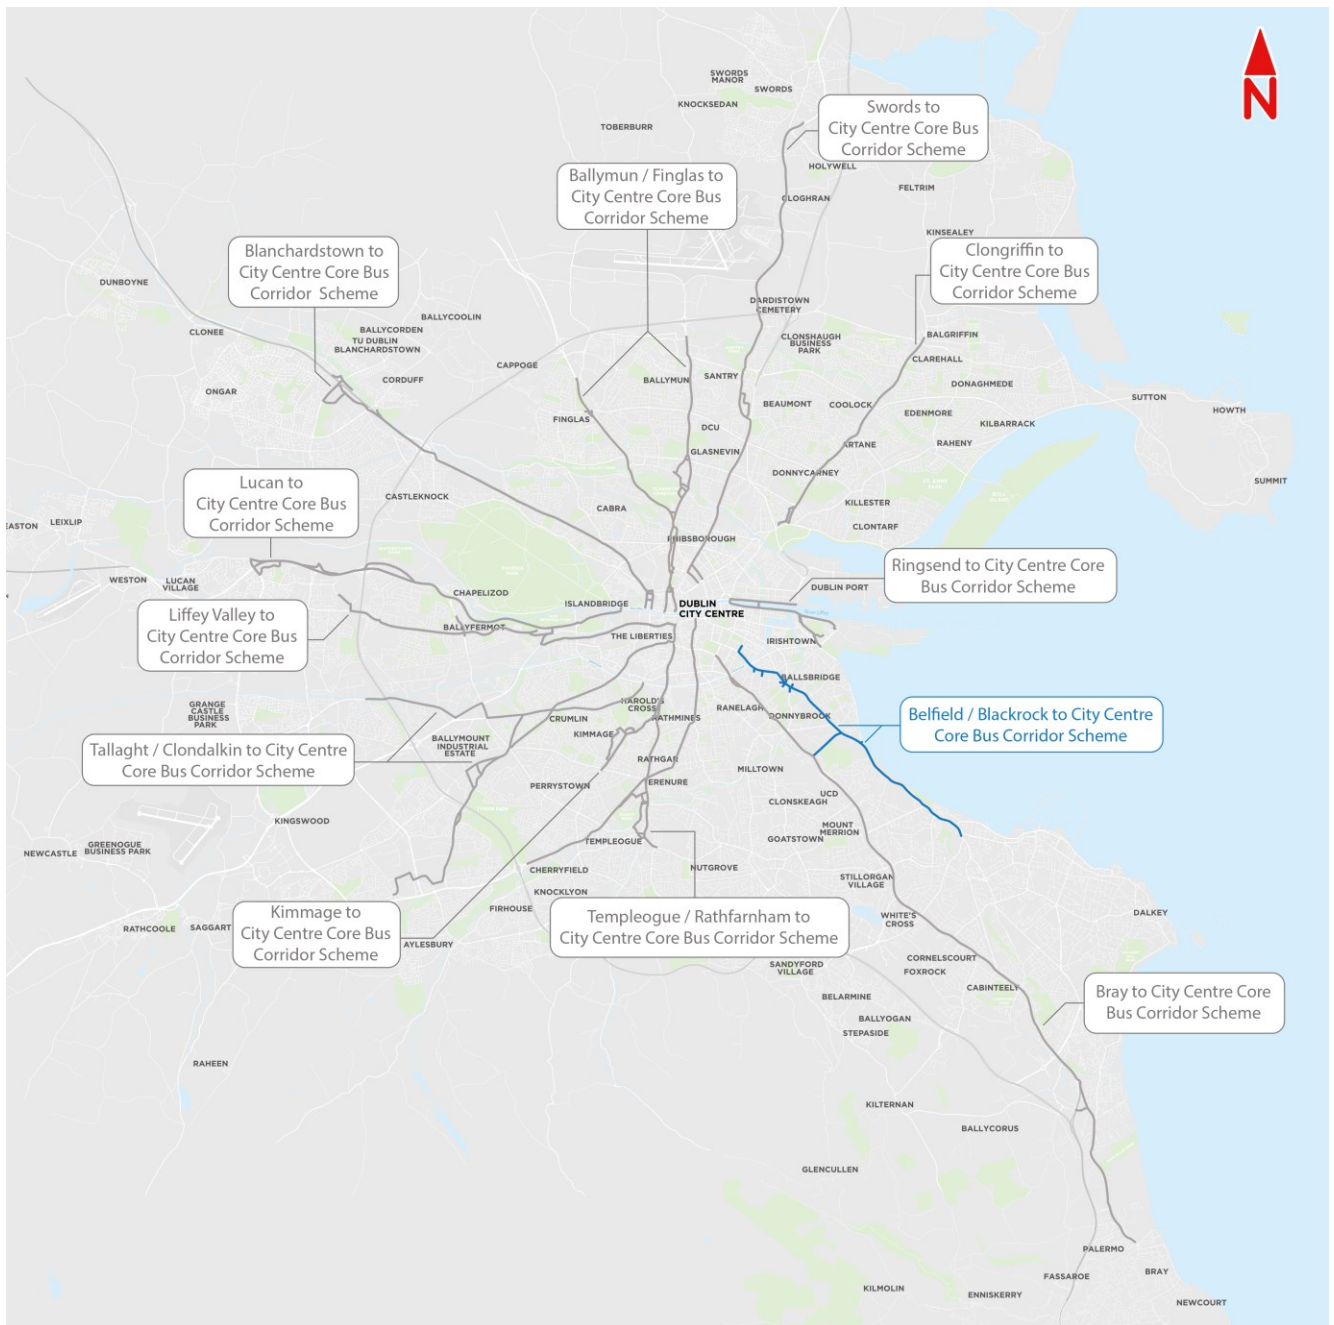 N
SWORDS
MANOR
SWORDS
KNOCKSEDAN
TOBERBURR
Swords to
City Centre Core Bus
Corridor Scheme
HOLYWELL
FELTRIM
CLOGHRAN
KINSEALEY
Ballymun / Finglas to
City Centre Core Bus
Corridor Scheme
Blanchardstown to
City Centre Core Bus
Corridor Scheme
Clongriffin to
City Centre Core Bus
Corridor Scheme
DUNBOYNE
CLONEE
BALLYCOOLIN
BALLYCORDEN
TU DUBLIN
BLANCHARDSTOWN
DARDISTOWN
CEMETERY
CLONSHAUGH
BUSINESS
PARK
BALGRIFFIN
CLAREHALL
CAPPOGE
CORDUFF
ONGAR
BALLYMUN
SANTRY
DONAGHMEDE
SUTTON
HOWTH
BEAUMONT
COOLOCK
EDENMORE
KILBARRACK
FINGLAS
DCU
GLASNEVIN
ARTANE
RAHENY
DONNYCARNEY
SUMMIT
Lucan to
City Centre Core Bus
Corridor Scheme
CASTLEKNOCK
CABRA
KILLESTER
CLONTARF
EASTON
LEIXLIP
PHIBSBOROUGH
Ringsend to City Centre Core
Bus Corridor Scheme
WESTON
LUCAN
VILLAGE
CHAPELIZOD
ISLANDBRIDGE
DUBLIN
CITY CENTRE
DUBLIN PORT
Liffey Valley to
City Centre Core Bus
Corridor Scheme
BALLYFERMOT
THE LIBERTIES
IRISHTOWN
BALLSBRIDGE
GRANGE
CASTLE
BUSINESS
PARK
HAROLD'S
CROSS
RANELAGH
DONNYBROOK
CRUMLIN
RATHMINES
KIMMAGE
Belfield / Blackrock to City Centre
Core Bus Corridor Scheme
Tallaght / Clondalkin to City Centre
Core Bus Corridor Scheme
BALLYMOUNT
INDUSTRIAL
ESTATE
RATHGAR
MILLTOWN
PERRYSTOWN
ERENURE
UCD
CLONSKEAGH
KINGSWOOD
MOUNT
MERRION
GOATSTOWN
TEMPLEOGUE
NEWCASTLE
GREENOGUE
BUSINESS PARK
CHERRYFIELD
NUTGROVE
STILLORGAN
VILLAGE
KNOCKLYON
FIRHOUSE
Kimmage to
City Centre Core Bus
Corridor Scheme
Templeogue / Rathfarnham to
City Centre Core Bus Corridor Scheme
WHITE'S
CROSS
DALKEY
RATHCOOLE
SAGGART
AYLESBURY
SANDYFORD
VILLAGE
CORNELSCOURT
FOXROCK
CABINTEELY
Bray to City Centre Core
Bus Corridor Scheme
BELARMINE
BALLYOGAN
STEPASIDE
RAHEEN
KILTERNAN
BALLYCORUS
GLENCULLEN
PALERMO
FASSAROE
BRAY
KILMOLIN
ENNISKERRY
NEWCOURT